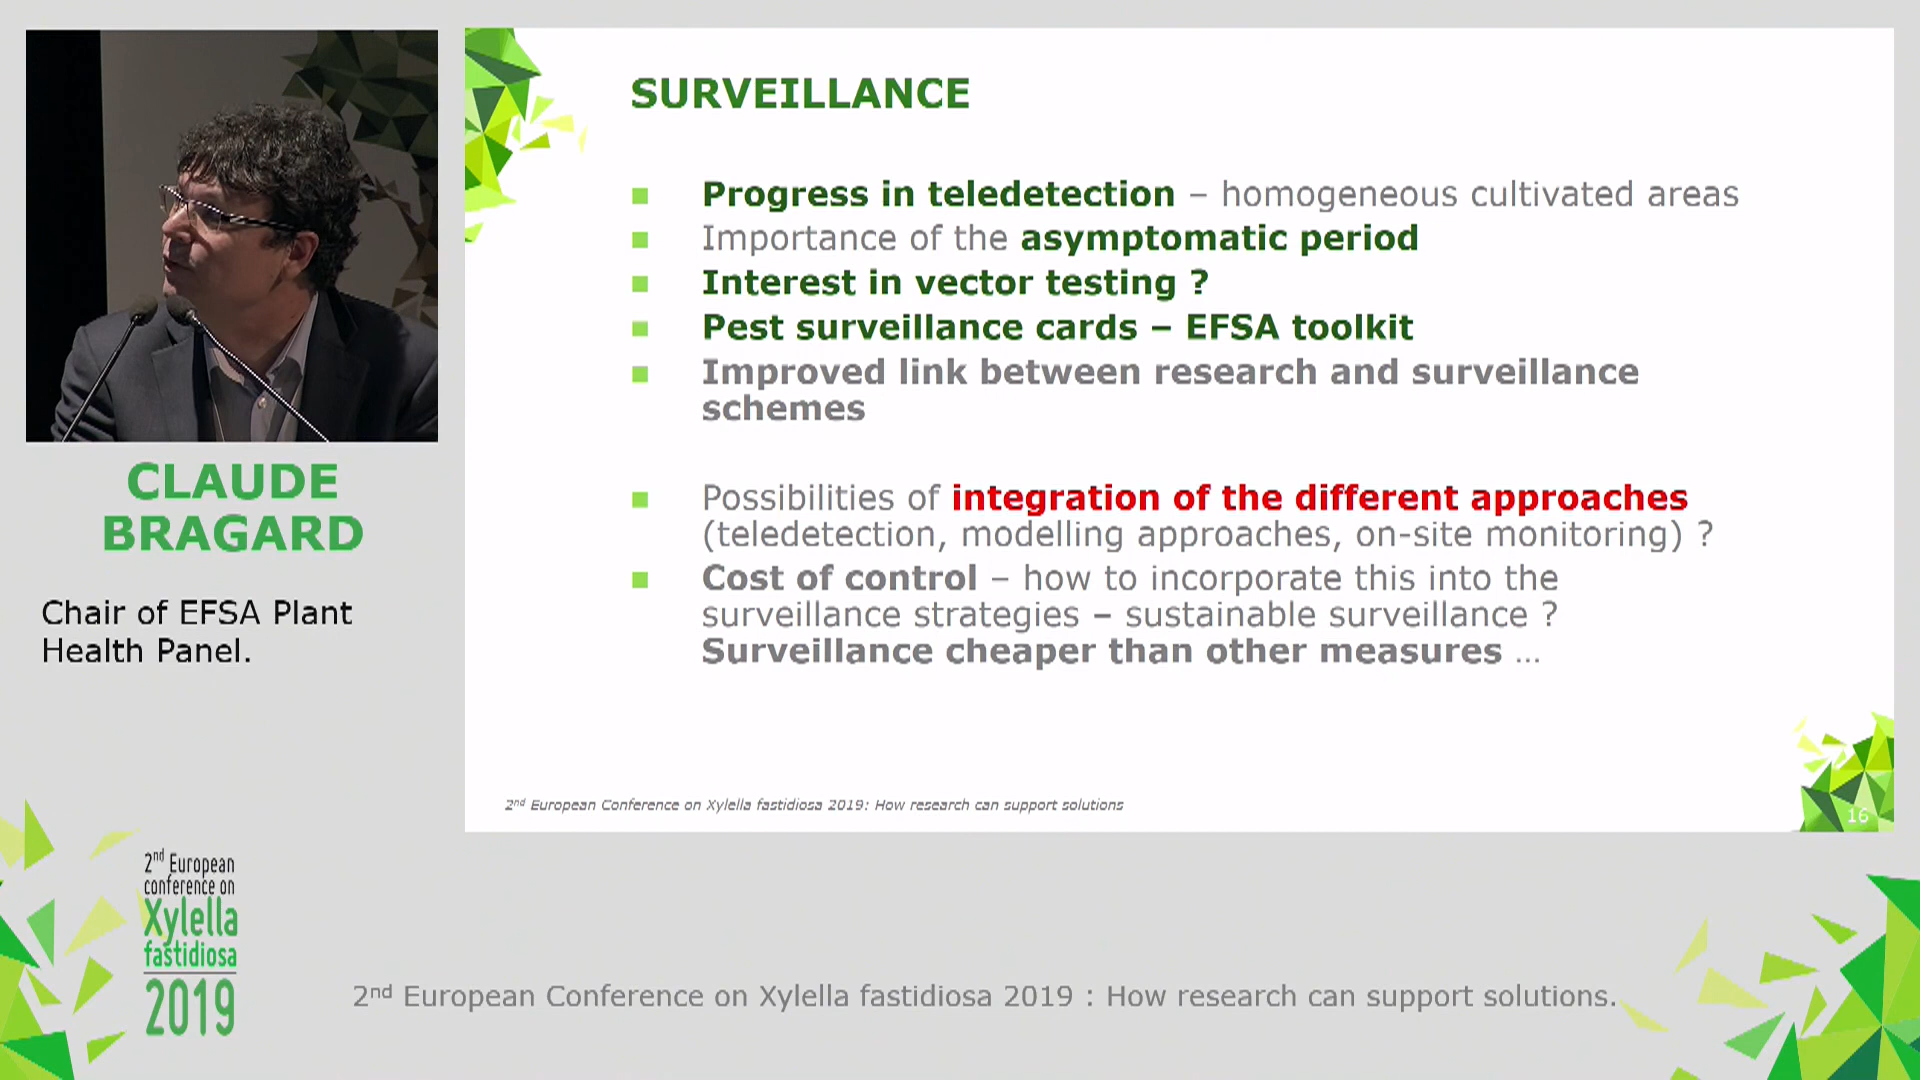 SURVEILLANCE
Progress in teledetection – homogeneous cultivated areas
Importance of the asymptomatic period
Interest in vector testing ?
Pest surveillance cards – EFSA toolkit
Improved link between research and surveillance
schemes
Possibilities of integration of the different approaches
(teledetection, modelling approaches, on-site monitoring) ?
Cost of control – how to incorporate this into the
surveillance strategies – sustainable surveillance ?
Surveillance cheaper than other measures ...
2nd European Conference on Xylella fastidiosa 2019: How research can support solutions
16
CLAUDE
BRAGARD
Chair of EFSA Plant
Health Panel.
2nd European
conference on
Xylella
fastidiosa
2019
2nd European Conference on Xylella fastidiosa 2019 : How research can support solutions.